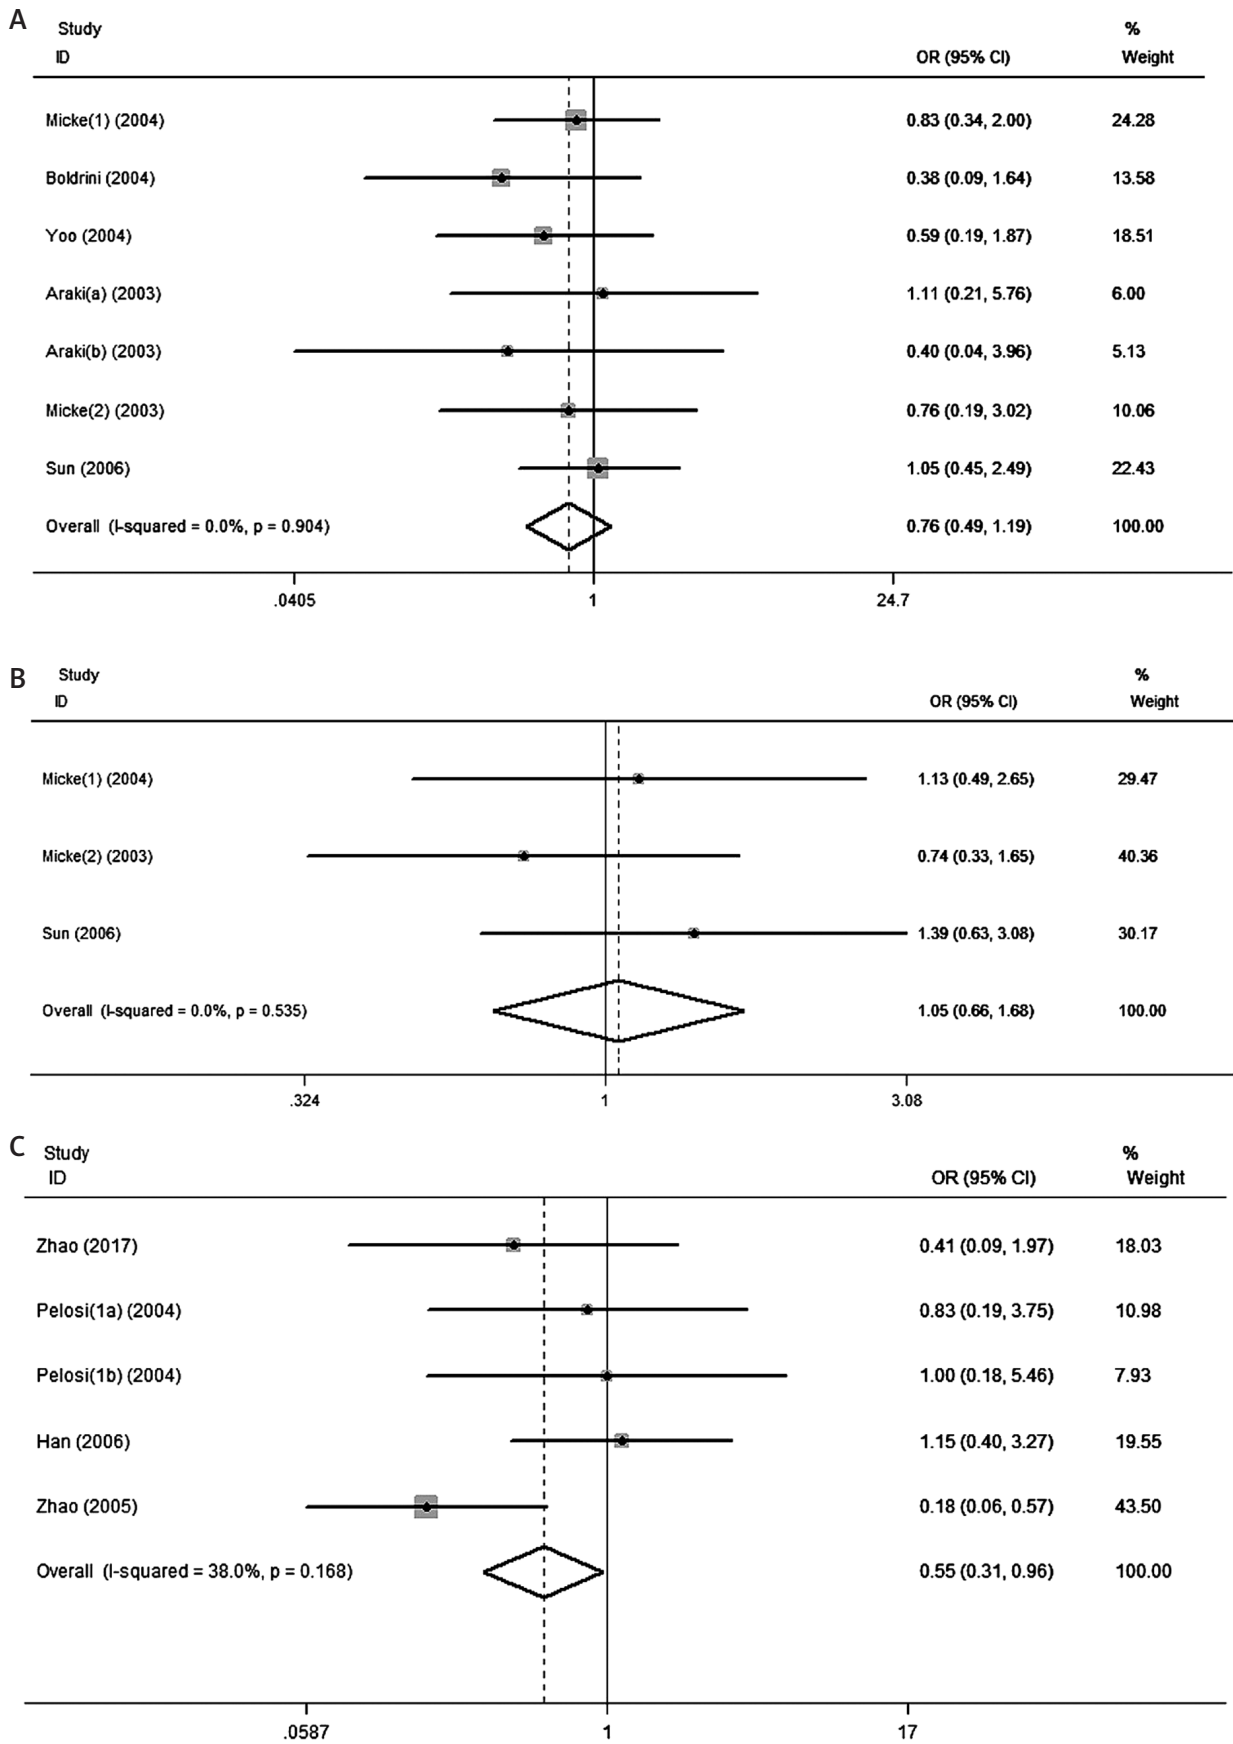 A
Study %
ID OR (95% CI) Weight
Micke(1) (2004) 0.83 (0.34, 2.00) 24.28
Boldrini (2004) 0.38 (0.09, 1.64) 13.58
Yoo (2004) 0.59 (0.19, 1.87) 18.51
Araki(a) (2003) 1.11 (0.21, 5.76) 6.00
Araki(b) (2003) 0.40 (0.04, 3.96) 5.13
Micke(2) (2003) 0.76 (0.19, 3.02) 10.06
Sun (2006) 1.05 (0.45, 2.49) 22.43
Overall (I-squared = 0.0%, p = 0.904) 0.76 (0.49, 1.19) 100.00
.0405 1 24.7
B
Study %
ID OR (95% CI) Weight
Micke(1) (2004) 1.13 (0.49, 2.65) 29.47
Micke(2) (2003) 0.74 (0.33, 1.65) 40.36
Sun (2006) 1.39 (0.63, 3.08) 30.17
Overall (I-squared = 0.0%, p = 0.535) 1.05 (0.66, 1.68) 100.00
.324 1 3.08
C
Study %
ID OR (95% CI) Weight
Zhao (2017) 0.41 (0.09, 1.97) 18.03
Pelosi(1a) (2004) 0.83 (0.19, 3.75) 10.98
Pelosi(1b) (2004) 1.00 (0.18, 5.46) 7.93
Han (2006) 1.15 (0.40, 3.27) 19.55
Zhao (2005) 0.18 (0.06, 0.57) 43.50
Overall (I-squared = 38.0%, p = 0.168) 0.55 (0.31, 0.96) 100.00
.0587 1 17